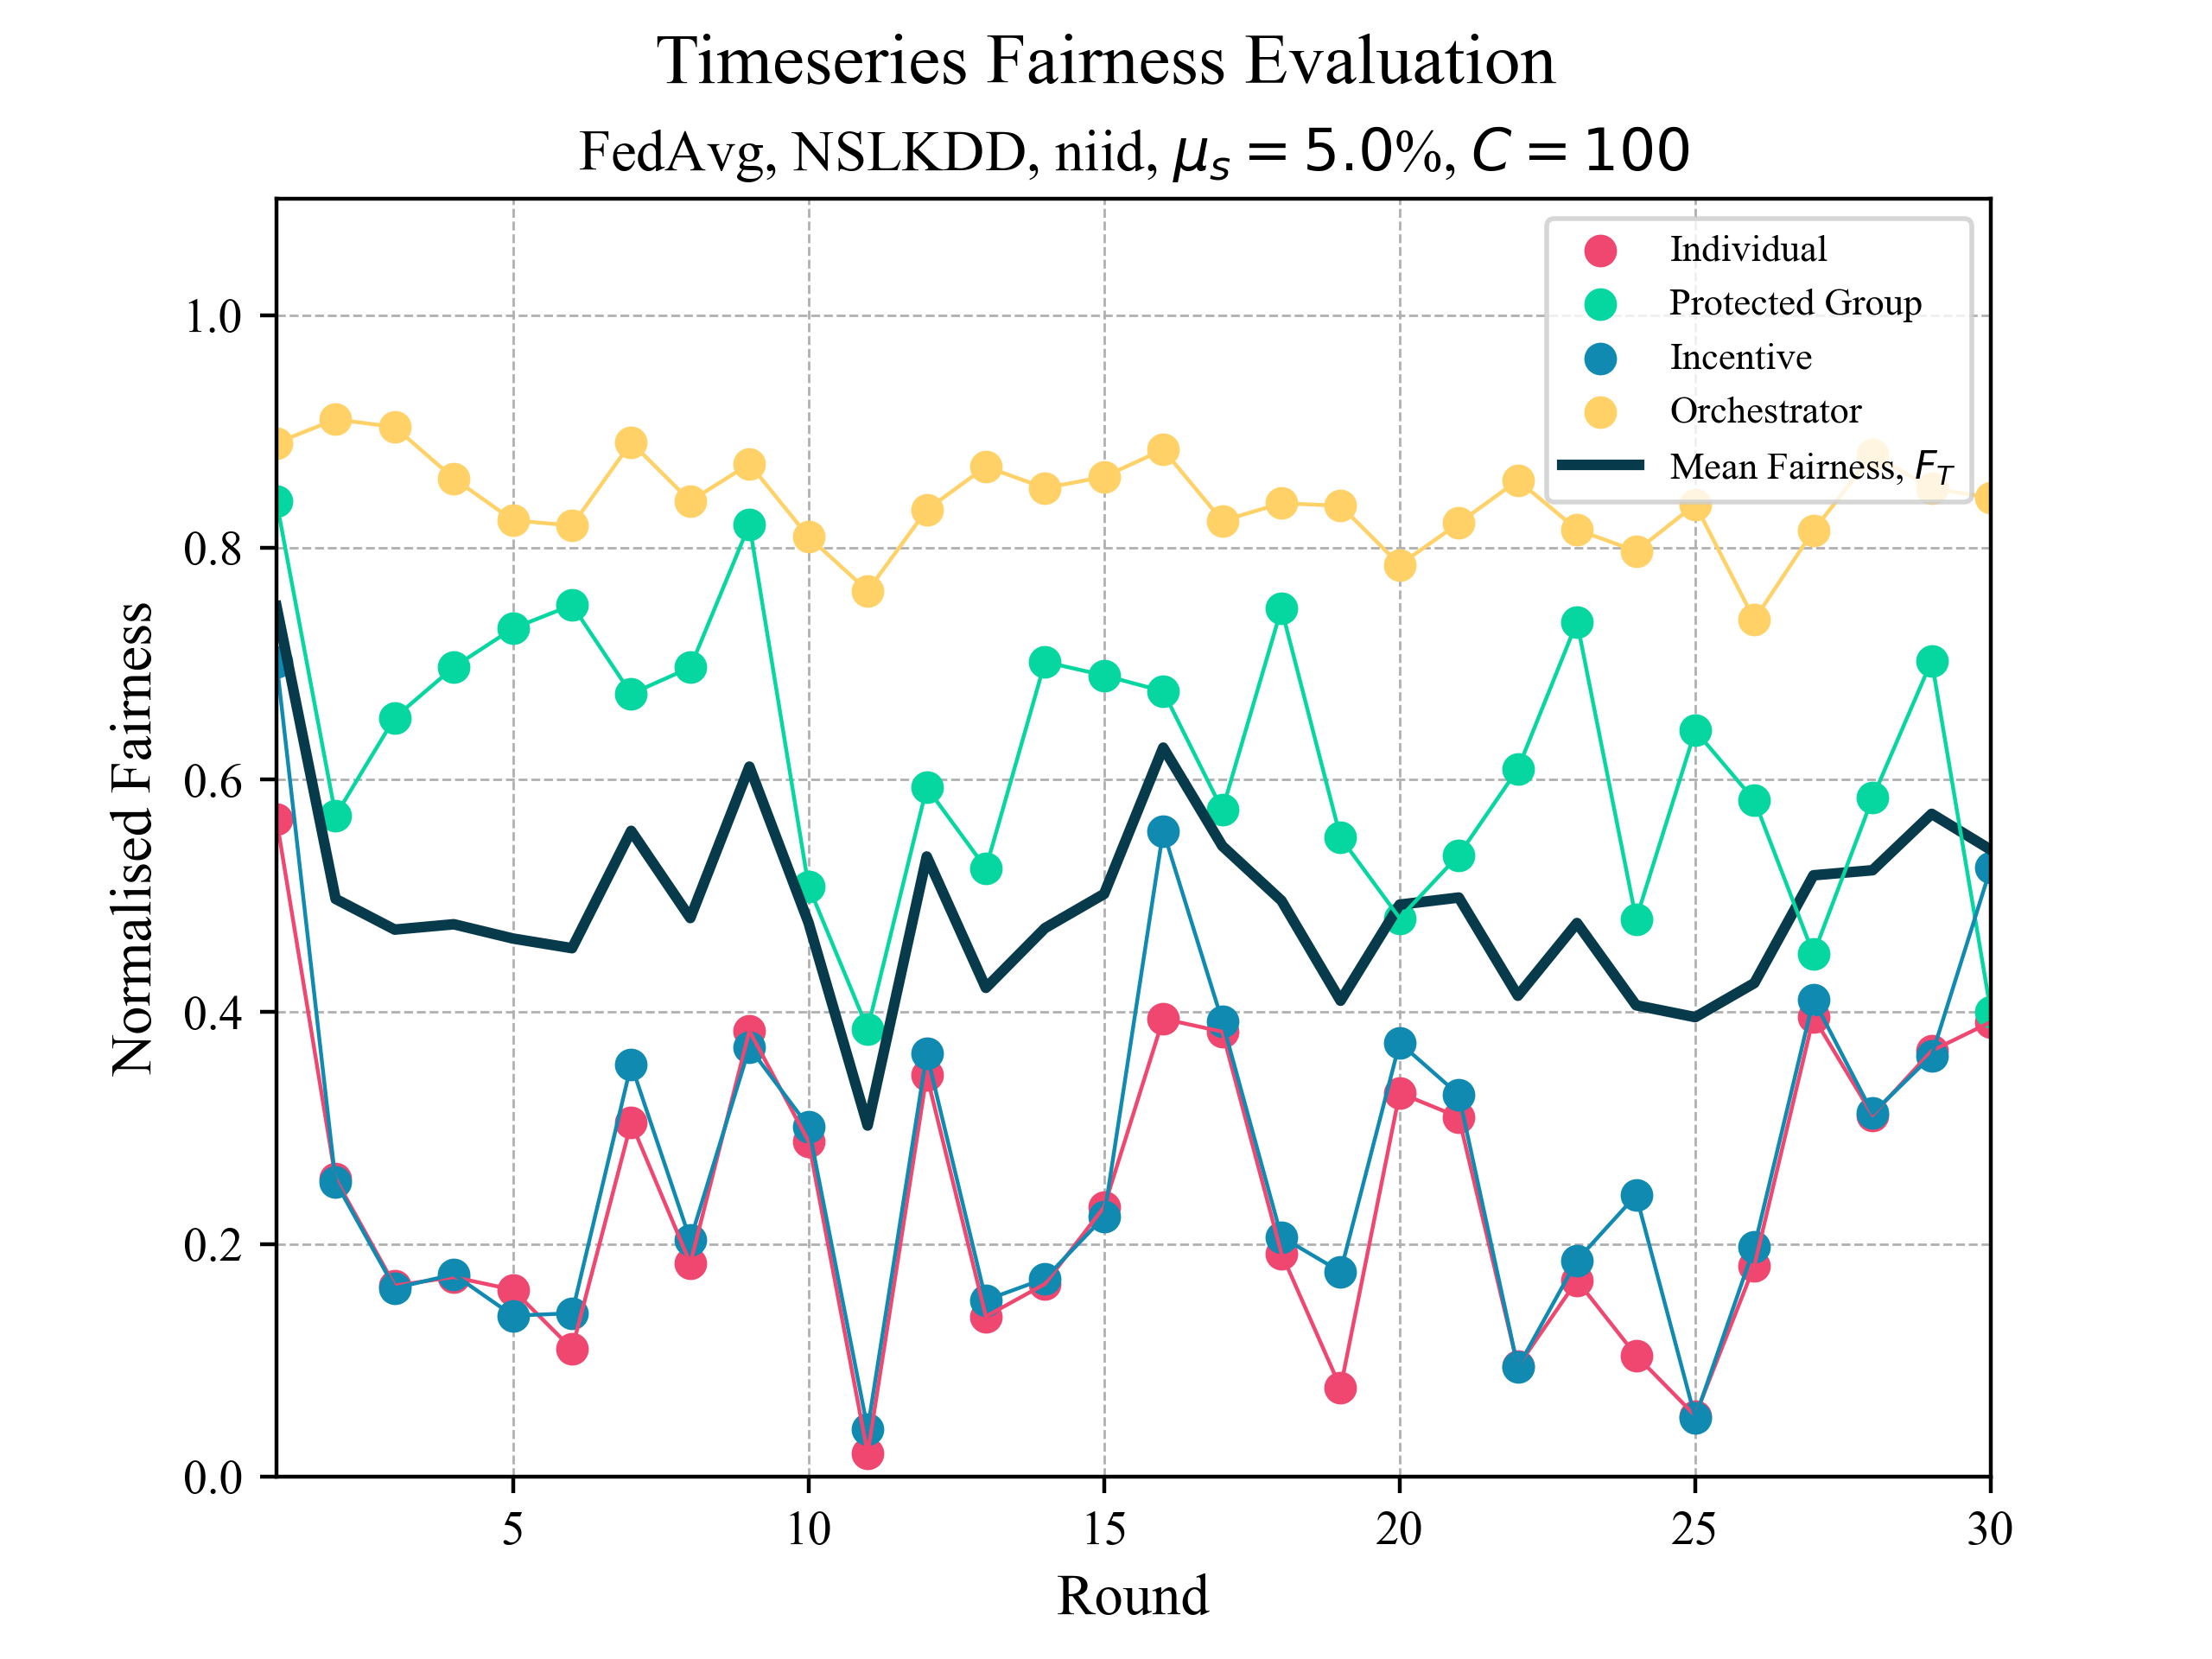 Timeseries Fairness Evaluation
FedAvg, NSLKDD, niid, μₛ = 5.0%, C = 100
Individual
Protected Group
Incentive
Orchestrator
Mean Fairness, F_T
Normalised Fairness
1.0
0.8
0.6
0.4
0.2
0.0
5 10 15 20 25 30
Round